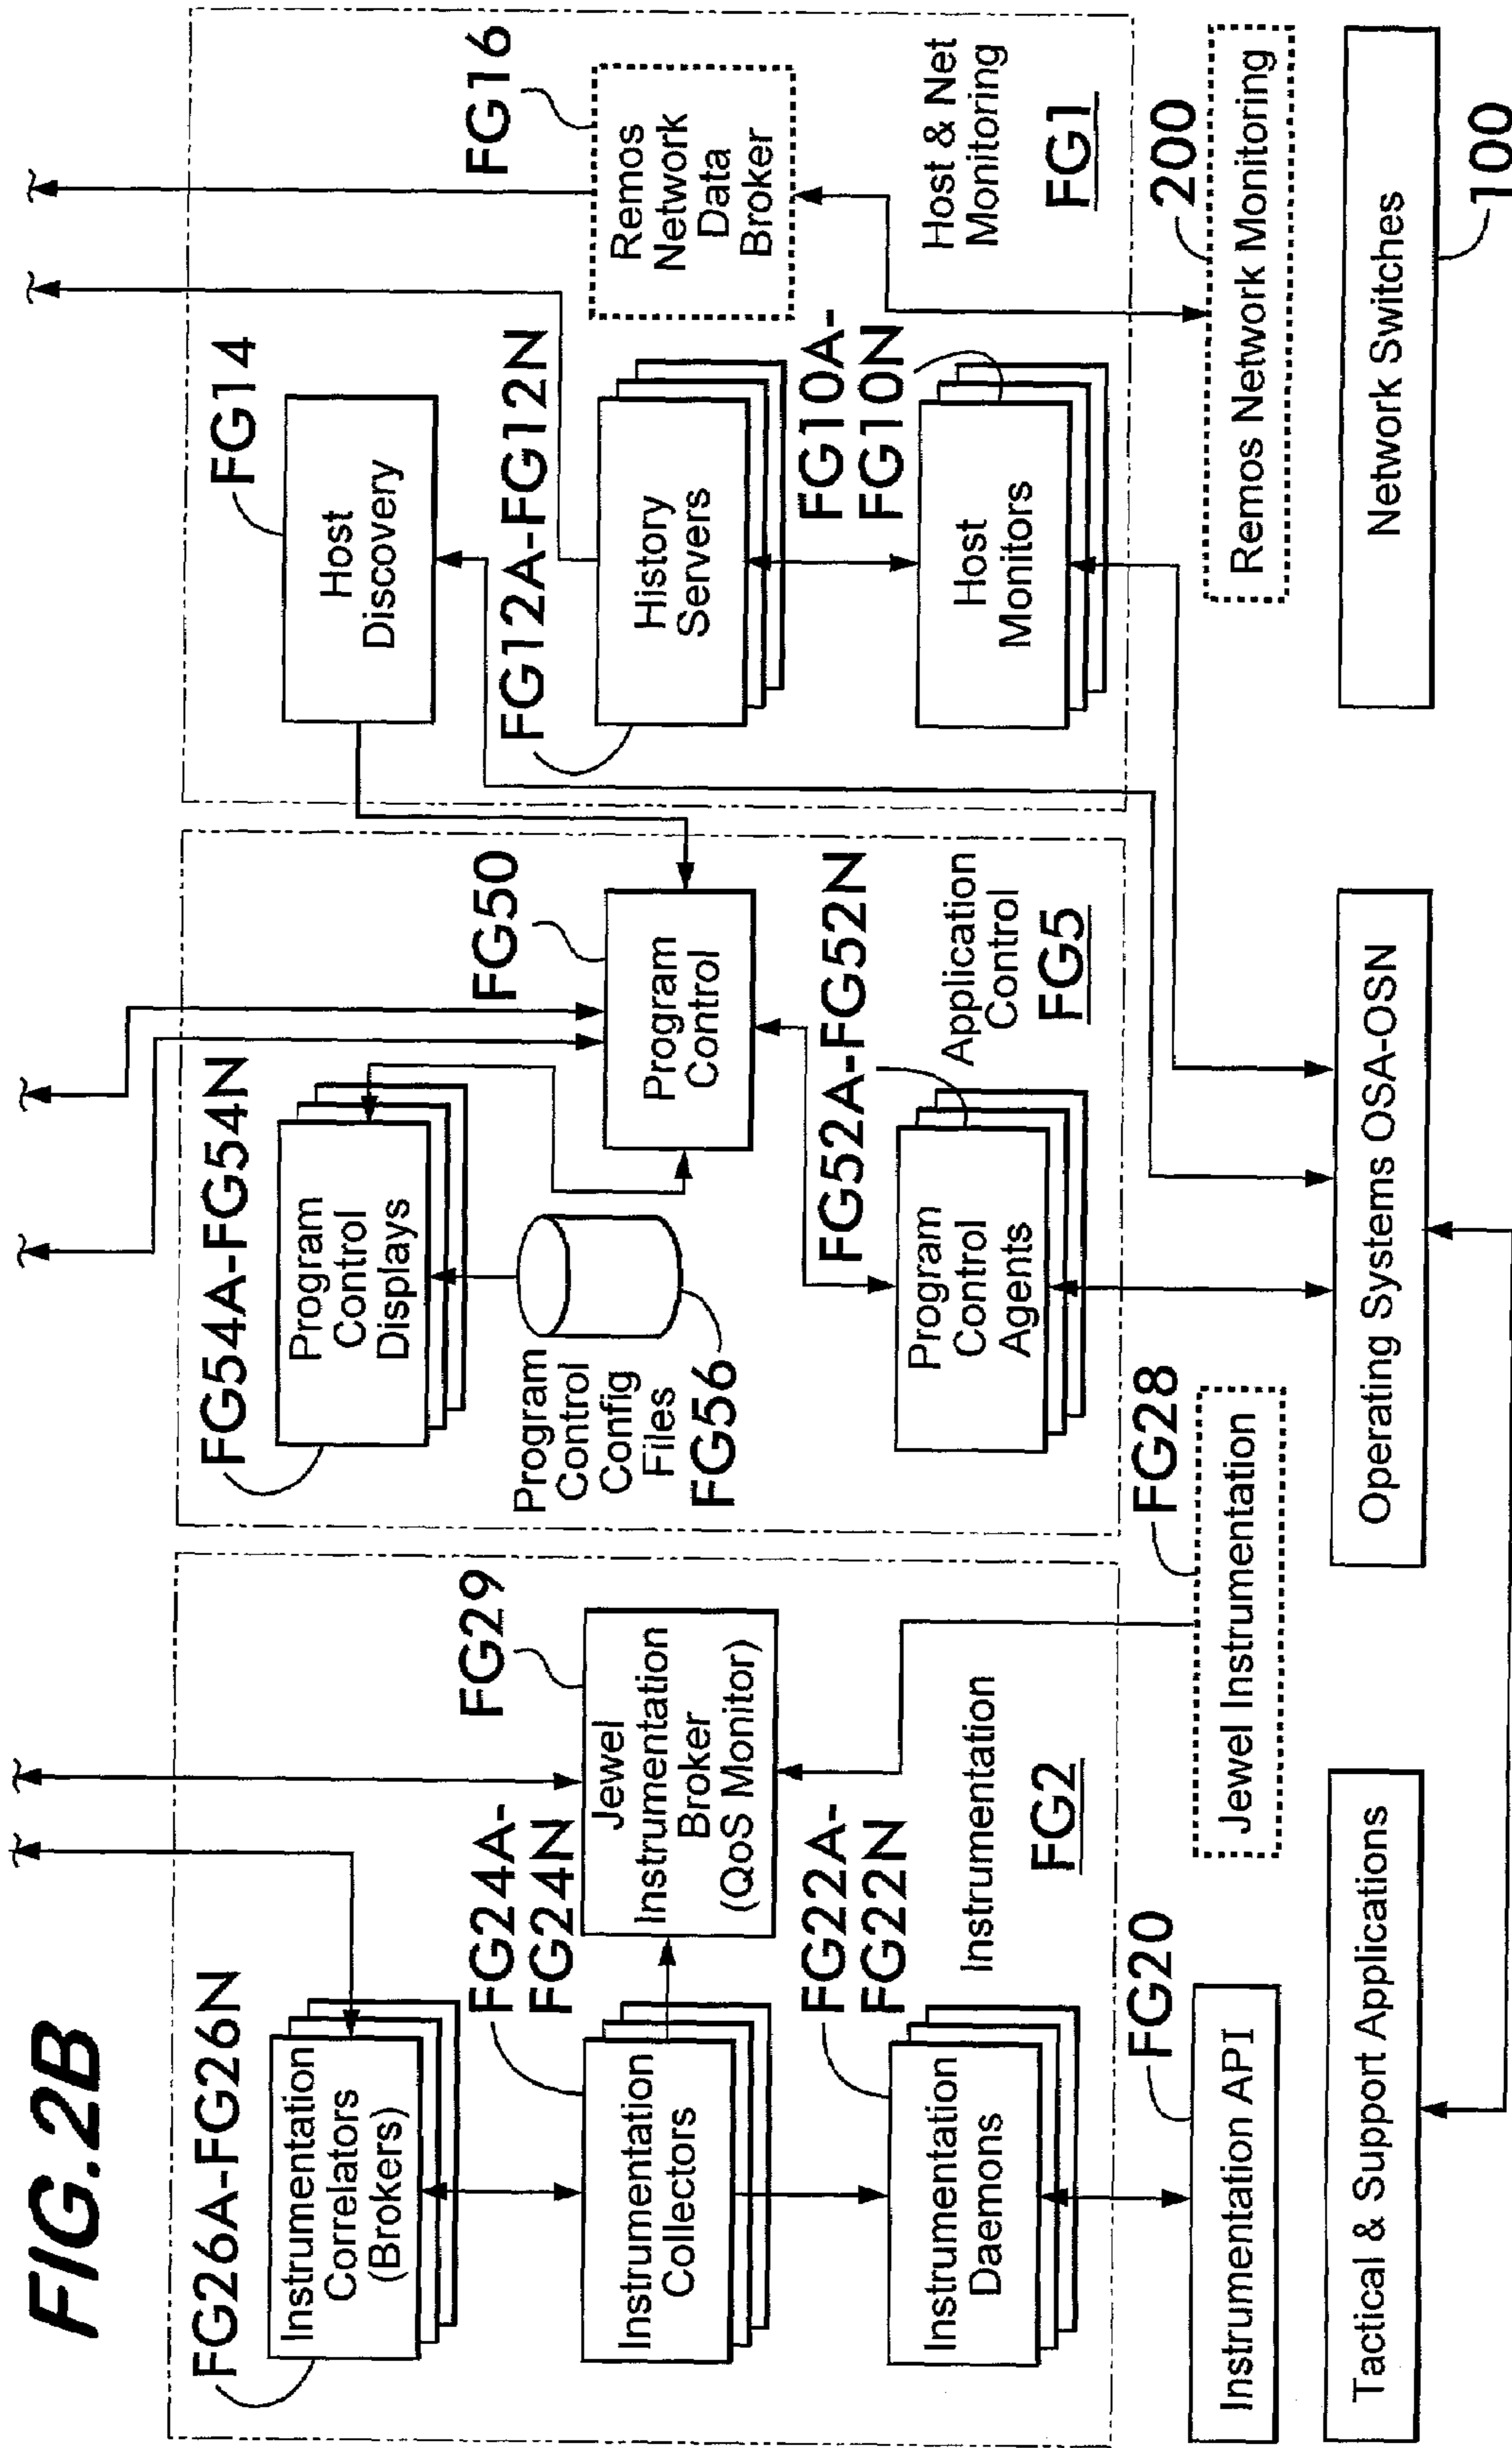 FIG.2B
FG26A-FG26N
Instrumentation
Correlators
(Brokers)
FG24A-
FG24N
Instrumentation
Collectors
FG29
Jewel
Instrumentation
Broker
(QoS Monitor)
FG22A-
FG22N
Instrumentation
Daemons
Instrumentation
FG2
FG20
Instrumentation API
FG28
Jewel Instrumentation
Tactical & Support Applications
FG54A-FG54N
Program
Control
Displays
Program
Control
Config
Files
FG56
FG50
Program
Control
FG52A-FG52N
Program
Control
Agents
Application
Control
FG5
Operating Systems OSA-OSN
FG14
Host
Discovery
FG12A-FG12N
History
Servers
FG16
Remos
Network
Data
Broker
FG10A-
FG10N
Host
Monitors
Host & Net
Monitoring
FG1
200
Remos Network Monitoring
Network Switches
100